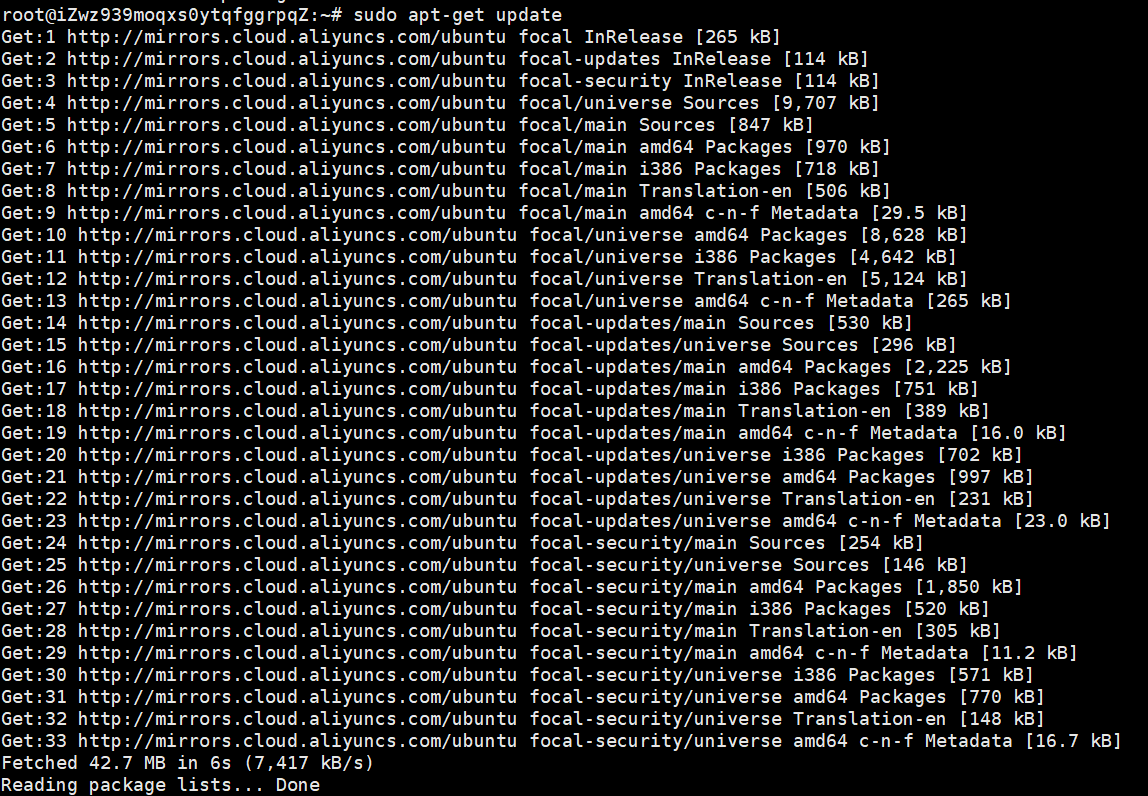 root@iZwz939moqxs0ytqfggrpqZ:~# sudo apt-get update
Get:1 http://mirrors.cloud.aliyuncs.com/ubuntu focal InRelease [265 kB]
Get:2 http://mirrors.cloud.aliyuncs.com/ubuntu focal-updates InRelease [114 kB]
Get:3 http://mirrors.cloud.aliyuncs.com/ubuntu focal-security InRelease [114 kB]
Get:4 http://mirrors.cloud.aliyuncs.com/ubuntu focal/universe Sources [9,707 kB]
Get:5 http://mirrors.cloud.aliyuncs.com/ubuntu focal/main Sources [847 kB]
Get:6 http://mirrors.cloud.aliyuncs.com/ubuntu focal/main amd64 Packages [970 kB]
Get:7 http://mirrors.cloud.aliyuncs.com/ubuntu focal/main i386 Packages [718 kB]
Get:8 http://mirrors.cloud.aliyuncs.com/ubuntu focal/main Translation-en [506 kB]
Get:9 http://mirrors.cloud.aliyuncs.com/ubuntu focal/main amd64 c-n-f Metadata [29.5 kB]
Get:10 http://mirrors.cloud.aliyuncs.com/ubuntu focal/universe amd64 Packages [8,628 kB]
Get:11 http://mirrors.cloud.aliyuncs.com/ubuntu focal/universe i386 Packages [4,642 kB]
Get:12 http://mirrors.cloud.aliyuncs.com/ubuntu focal/universe Translation-en [5,124 kB]
Get:13 http://mirrors.cloud.aliyuncs.com/ubuntu focal/universe amd64 c-n-f Metadata [265 kB]
Get:14 http://mirrors.cloud.aliyuncs.com/ubuntu focal-updates/main Sources [530 kB]
Get:15 http://mirrors.cloud.aliyuncs.com/ubuntu focal-updates/universe Sources [296 kB]
Get:16 http://mirrors.cloud.aliyuncs.com/ubuntu focal-updates/main amd64 Packages [2,225 kB]
Get:17 http://mirrors.cloud.aliyuncs.com/ubuntu focal-updates/main i386 Packages [751 kB]
Get:18 http://mirrors.cloud.aliyuncs.com/ubuntu focal-updates/main Translation-en [389 kB]
Get:19 http://mirrors.cloud.aliyuncs.com/ubuntu focal-updates/main amd64 c-n-f Metadata [16.0 kB]
Get:20 http://mirrors.cloud.aliyuncs.com/ubuntu focal-updates/universe i386 Packages [702 kB]
Get:21 http://mirrors.cloud.aliyuncs.com/ubuntu focal-updates/universe amd64 Packages [997 kB]
Get:22 http://mirrors.cloud.aliyuncs.com/ubuntu focal-updates/universe Translation-en [231 kB]
Get:23 http://mirrors.cloud.aliyuncs.com/ubuntu focal-updates/universe amd64 c-n-f Metadata [23.0 kB]
Get:24 http://mirrors.cloud.aliyuncs.com/ubuntu focal-security/main Sources [254 kB]
Get:25 http://mirrors.cloud.aliyuncs.com/ubuntu focal-security/universe Sources [146 kB]
Get:26 http://mirrors.cloud.aliyuncs.com/ubuntu focal-security/main amd64 Packages [1,850 kB]
Get:27 http://mirrors.cloud.aliyuncs.com/ubuntu focal-security/main i386 Packages [520 kB]
Get:28 http://mirrors.cloud.aliyuncs.com/ubuntu focal-security/main Translation-en [305 kB]
Get:29 http://mirrors.cloud.aliyuncs.com/ubuntu focal-security/main amd64 c-n-f Metadata [11.2 kB]
Get:30 http://mirrors.cloud.aliyuncs.com/ubuntu focal-security/universe i386 Packages [571 kB]
Get:31 http://mirrors.cloud.aliyuncs.com/ubuntu focal-security/universe amd64 Packages [770 kB]
Get:32 http://mirrors.cloud.aliyuncs.com/ubuntu focal-security/universe Translation-en [148 kB]
Get:33 http://mirrors.cloud.aliyuncs.com/ubuntu focal-security/universe amd64 c-n-f Metadata [16.7 kB]
Fetched 42.7 MB in 6s (7,417 kB/s)
Reading package lists... Done